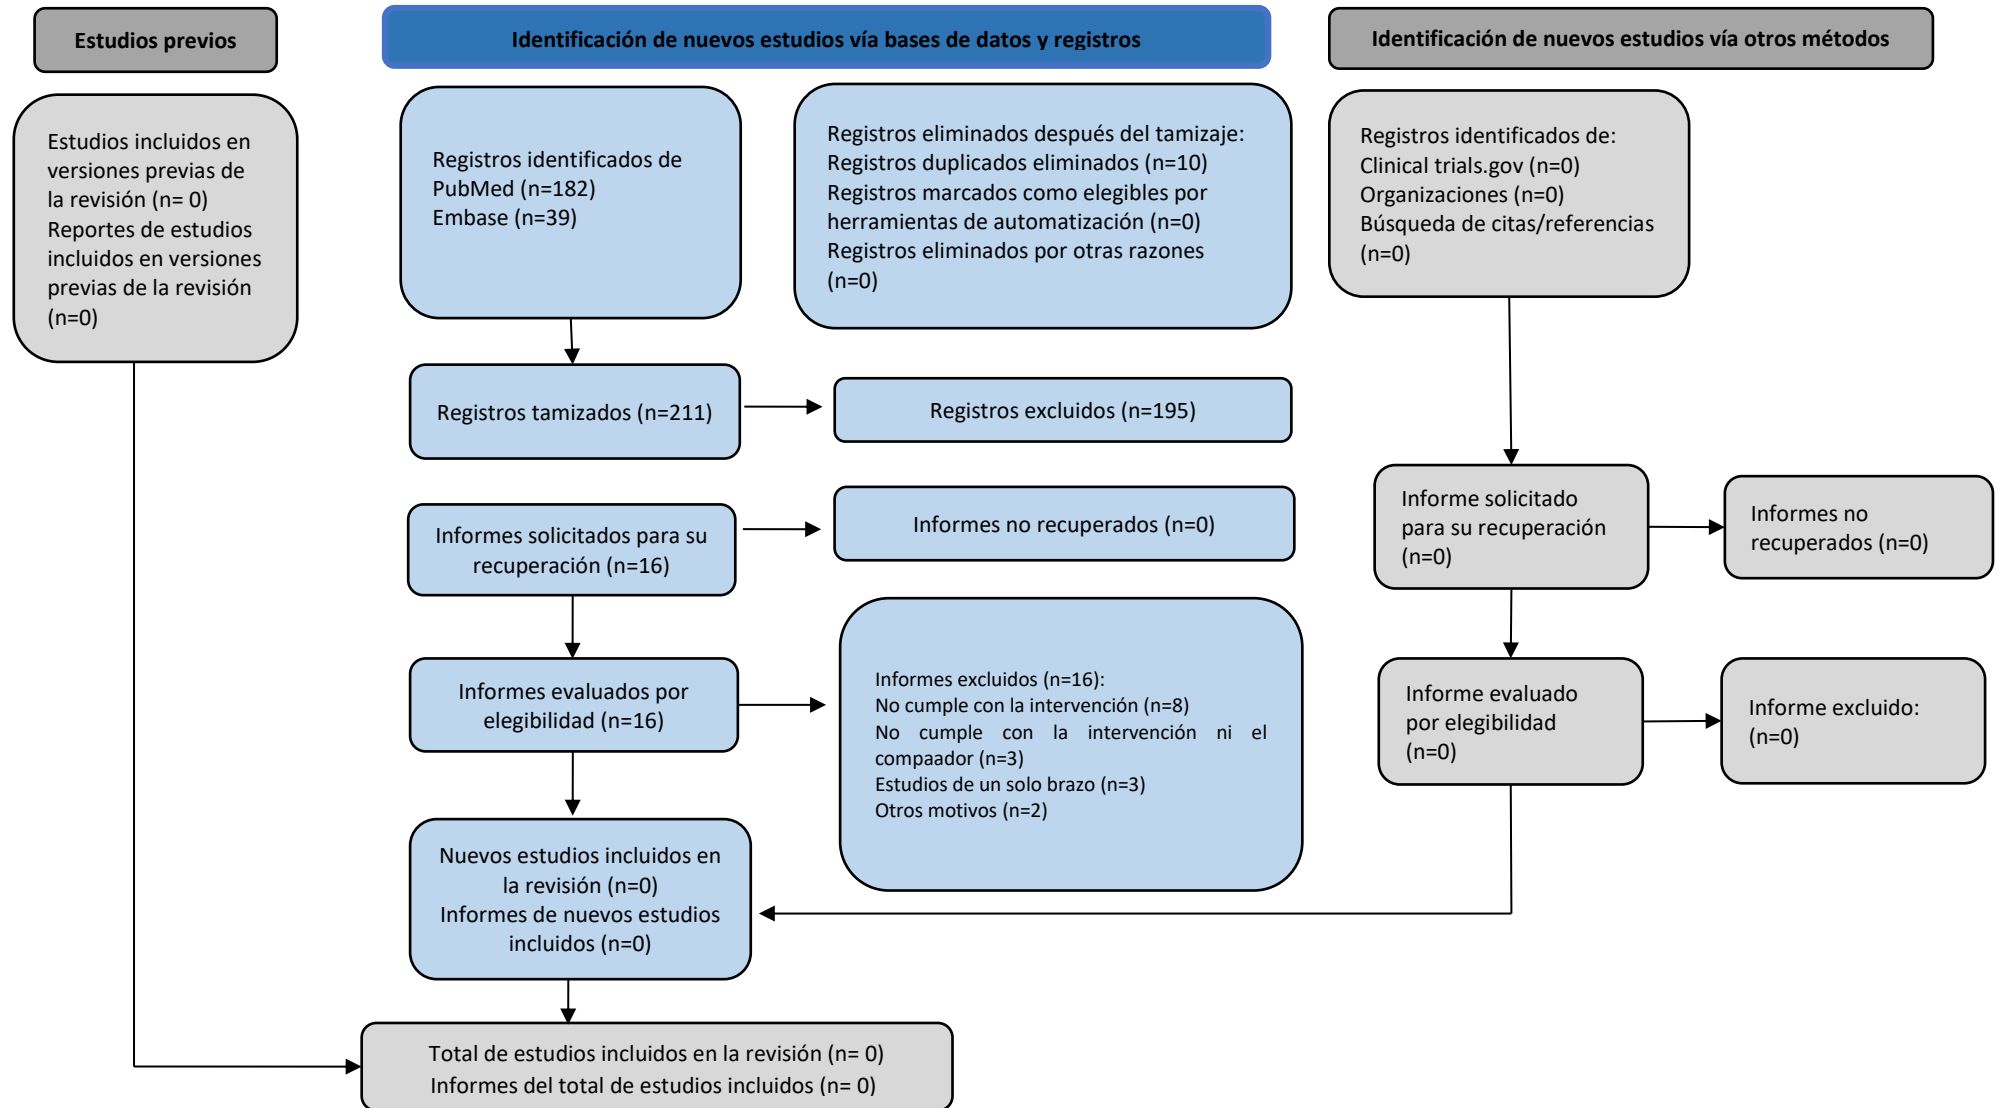 Estudios previos
Identificación de nuevos estudios vía bases de datos y registros
Identificación de nuevos estudios vía otros métodos
Estudios incluidos en
versiones previas de
la revisión (n= 0)
Reportes de estudios
incluidos en versiones
previas de la revisión
(n=0)
Registros identificados de
PubMed (n=182)
Embase (n=39)
Registros eliminados después del tamizaje:
Registros duplicados eliminados (n=10)
Registros marcados como elegibles por
herramientas de automatización (n=0)
Registros eliminados por otras razones
(n=0)
Registros identificados de:
Clinical trials.gov (n=0)
Organizaciones (n=0)
Búsqueda de citas/referencias
(n=0)
Registros tamizados (n=211)
Registros excluidos (n=195)
Informes solicitados para su
recuperación (n=16)
Informes no recuperados (n=0)
Informe solicitado
para su recuperación
(n=0)
Informes no
recuperados (n=0)
Informes evaluados por
elegibilidad (n=16)
Informes excluidos (n=16):
No cumple con la intervención (n=8)
No cumple con la intervención ni el
compaador (n=3)
Estudios de un solo brazo (n=3)
Otros motivos (n=2)
Informe evaluado
por elegibilidad
(n=0)
Informe excluido:
(n=0)
Nuevos estudios incluidos en
la revisión (n=0)
Informes de nuevos estudios
incluidos (n=0)
Total de estudios incluidos en la revisión (n= 0)
Informes del total de estudios incluidos (n= 0)